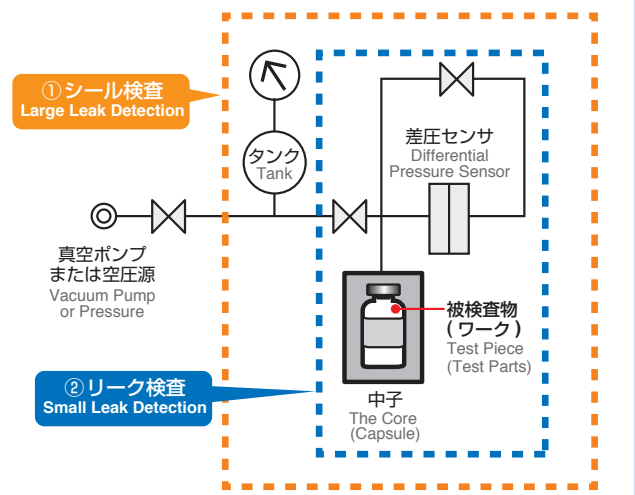 ①シール検査
Large Leak Detection
タンク
Tank
差圧センサ
Differential
Pressure Sensor
真空ポンプ
または空圧源
Vacuum Pump
or Pressure
被検査物
(ワーク)
Test Piece
(Test Parts)
②リーク検査
Small Leak Detection
中子
The Core
(Capsule)